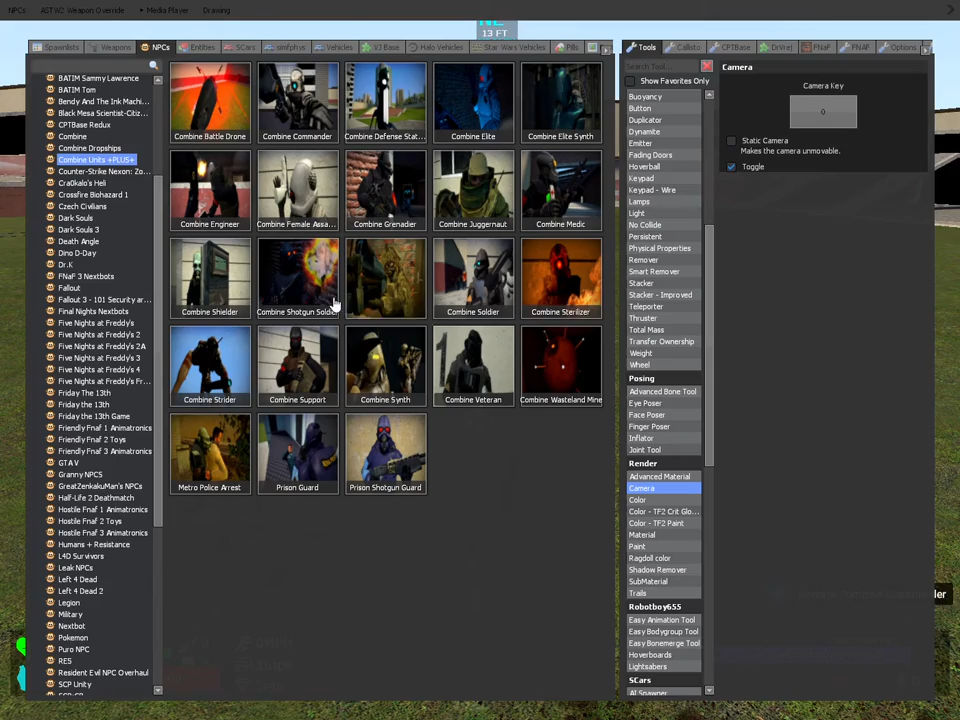 NPCs ASTW2 Weapon Override ▸ Media Player Drawing
13 FT
Spawnlists Weapons NPCs Entities SCars simfphys Vehicles VJ Base Halo Vehicles Star Wars Vehicles Pills
Tools Callisto CPTBase DrVrej FNaF FNAF Options
BATIM Sammy Lawrence
BATIM Tom
Bendy And The Ink Machi...
Black Mesa Scientist-Citiz...
CPTBase Redux
Combine
Combine Dropships
Combine Units +PLUS+
Counter-Strike Nexon: Zo...
Cra0kalo's Heli
Crossfire Biohazard 1
Czech Civilians
Dark Souls
Dark Souls 3
Death Angle
Dino D-Day
Dr.K
FNaF 3 Nextbots
Fallout
Fallout 3 - 101 Security ar...
Final Nights Nextbots
Five Nights at Freddy's
Five Nights at Freddy's 2
Five Nights at Freddy's 2A
Five Nights at Freddy's 3
Five Nights at Freddy's 4
Five Nights at Freddy's Fr...
Friday The 13th
Friday the 13th
Friday the 13th Game
Friendly Fnaf 1 Animatronics
Friendly Fnaf 2 Toys
Friendly Fnaf 3 Animatronics
GTA V
Granny NPCS
GreatZenkakuMan's NPCs
Half-Life 2 Deathmatch
Hostile Fnaf 1 Animatronics
Hostile Fnaf 2 Toys
Hostile Fnaf 3 Animatronics
Humans + Resistance
L4D Survivors
Leak NPCs
Left 4 Dead
Left 4 Dead 2
Legion
Military
Nextbot
Pokemon
Puro NPC
RE5
Resident Evil NPC Overhaul
SCP Unity
Combine Battle Drone Combine Commander Combine Defense Stat... Combine Elite Combine Elite Synth
Combine Engineer Combine Female Assa... Combine Grenadier Combine Juggernaut Combine Medic
Combine Shielder Combine Shotgun Soldier Combine Soldier Combine Sterilizer
Combine Strider Combine Support Combine Synth Combine Veteran Combine Wasteland Mine
Metro Police Arrest Prison Guard Prison Shotgun Guard
Search Tool...
Show Favorites Only
Buoyancy
Button
Duplicator
Dynamite
Emitter
Fading Doors
Hoverball
Keypad
Keypad - Wire
Lamps
Light
No Collide
Persistent
Physical Properties
Remover
Smart Remover
Stacker
Stacker - Improved
Teleporter
Thruster
Total Mass
Transfer Ownership
Weight
Wheel
Posing
Advanced Bone Tool
Eye Poser
Face Poser
Finger Poser
Inflator
Joint Tool
Render
Advanced Material
Camera
Color
Color - TF2 Crit Glo...
Color - TF2 Paint
Material
Paint
Ragdoll color
Shadow Remover
SubMaterial
Trails
Robotboy655
Easy Animation Tool
Easy Bodygroup Tool
Easy Bonemerge Tool
Hoverboards
Lightsabers
SCars
AI Spawner
Camera
Camera Key
0
Static Camera
Makes the camera unmovable.
Toggle